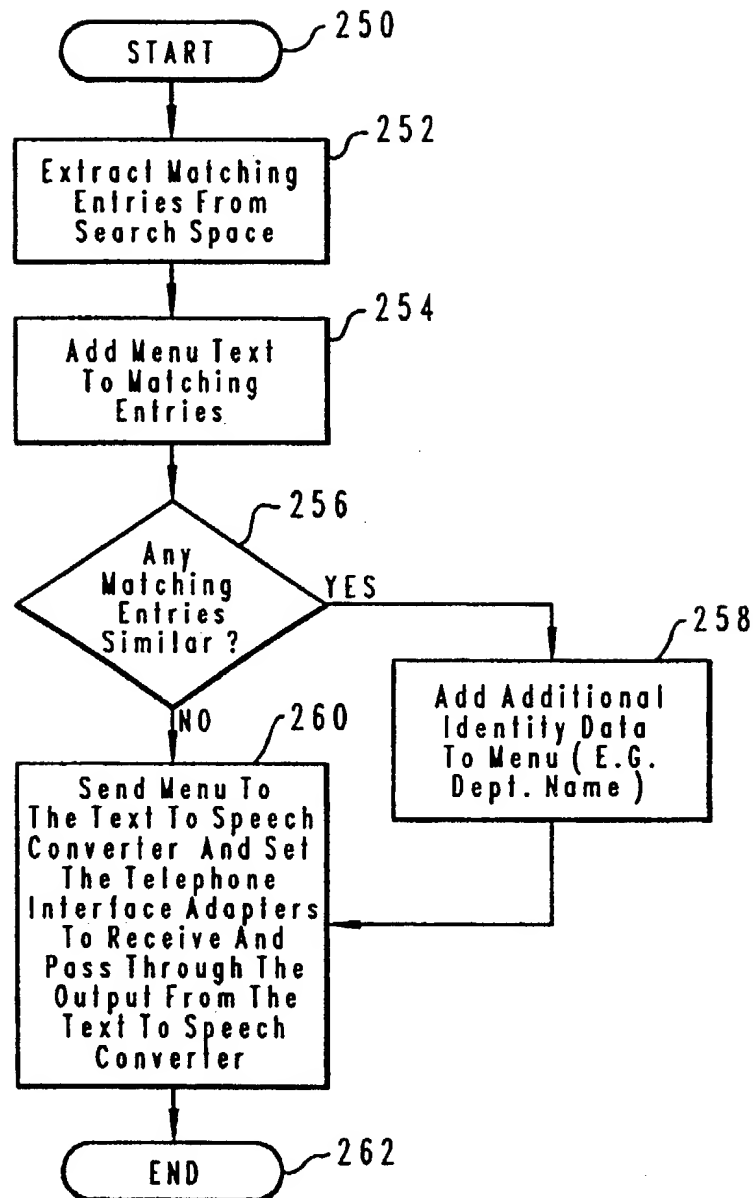 START
250
252
Extract Matching
Entries From
Search Space
254
Add Menu Text
To Matching
Entries
256
Any
Matching
Entries
Similar ?
YES
258
Add Additional
Identity Data
To Menu ( E.G.
Dept. Name )
NO
260
Send Menu To
The Text To Speech
Converter And Set
The Telephone
Interface Adapters
To Receive And
Pass Through The
Output From The
Text To Speech
Converter
END
262